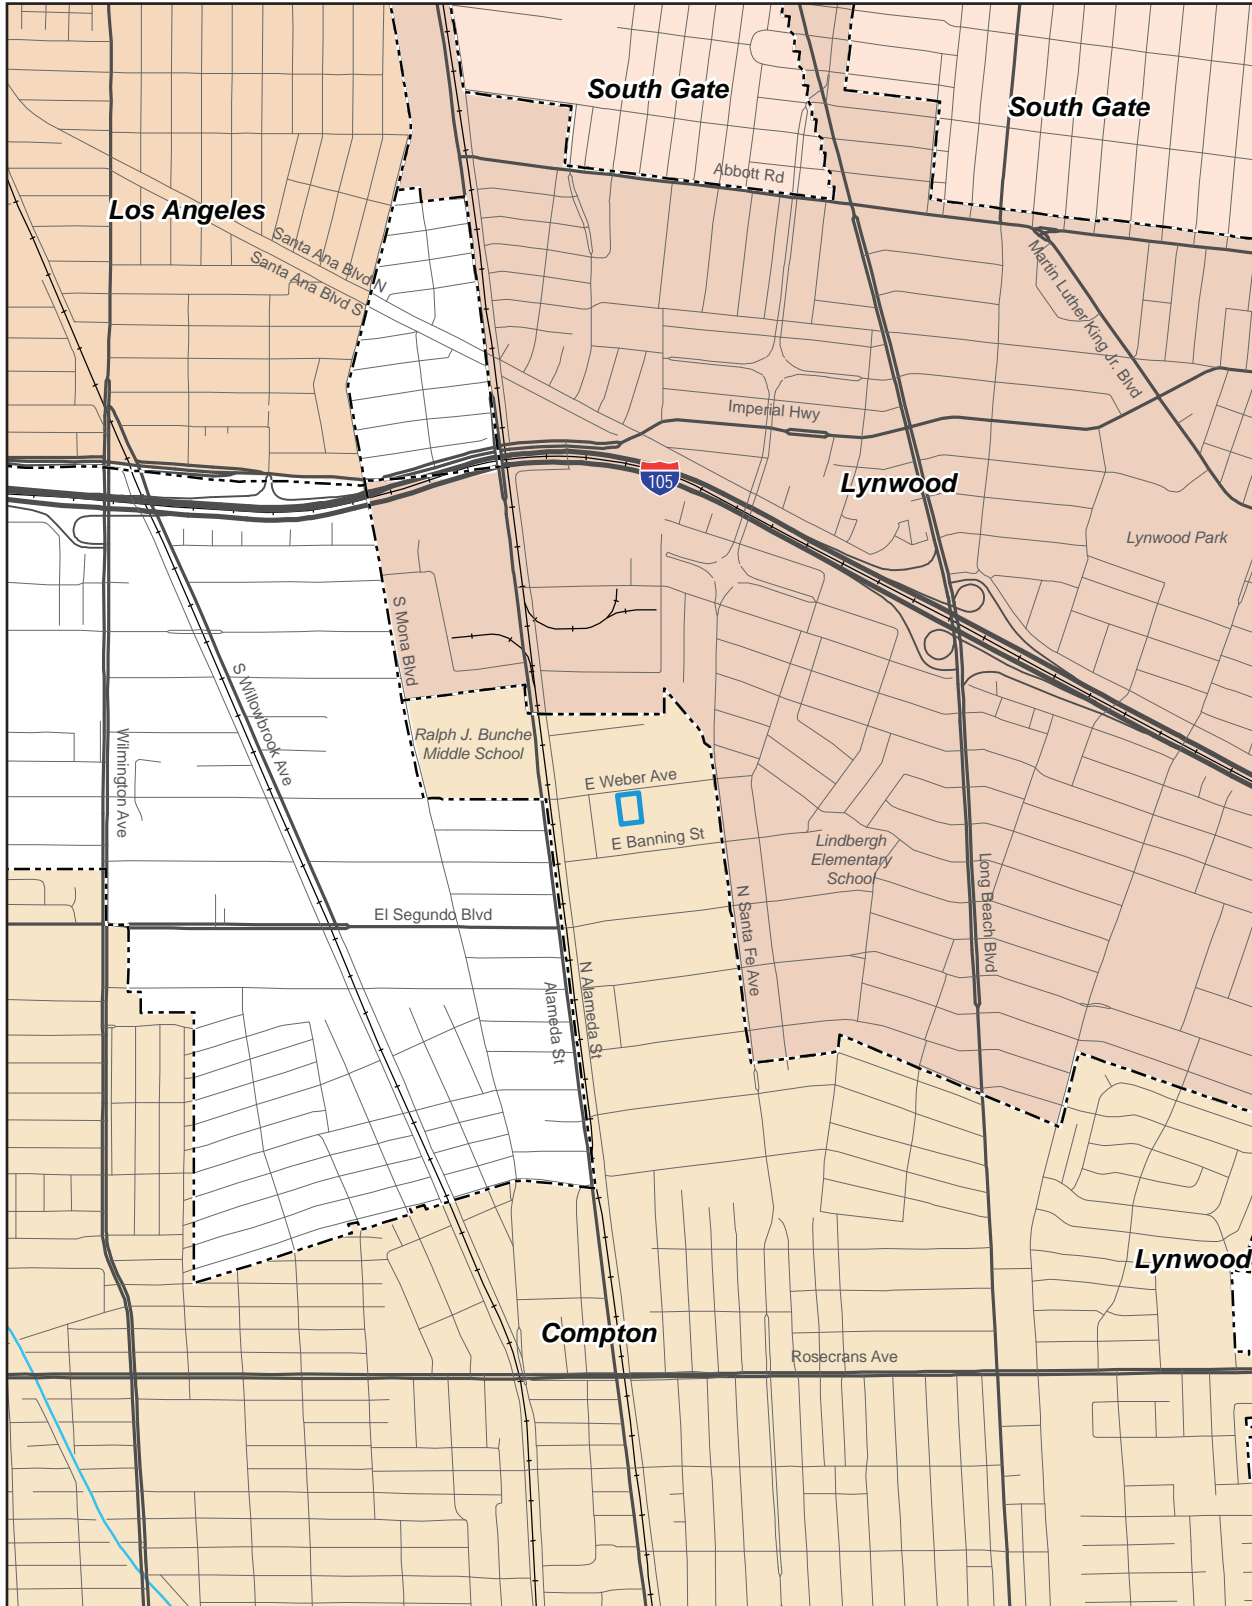 South Gate
South Gate
Abbott Rd
Los Angeles
Santa Ana Blvd N
Santa Ana Blvd S
Martin Luther King Jr. Blvd
Imperial Hwy
105
Lynwood
Lynwood Park
S Mona Blvd
S Willowbrook Ave
Wilmington Ave
Ralph J. Bunche
Middle School
E Weber Ave
E Banning St
Lindbergh
Elementary
School
Long Beach Blvd
N Santa Fe Ave
El Segundo Blvd
N Alameda St
Alameda St
Lynwood
Compton
Rosecrans Ave